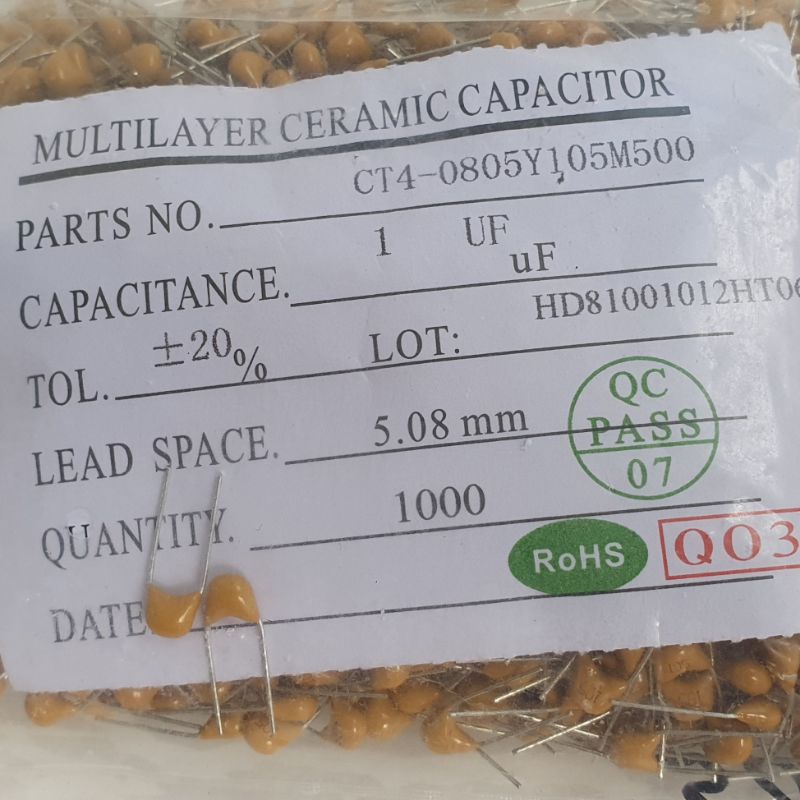 MULTILAYER CERAMIC CAPACITOR
PARTS NO. CT4-0805Y105M500
CAPACITANCE. 1 UF
uF
TOL. ±20% LOT: HD81001012HT06
LEAD SPACE. 5.08 mm
QC
PASS
07
QUANTITY. 1000
RoHS
Q03
DATE